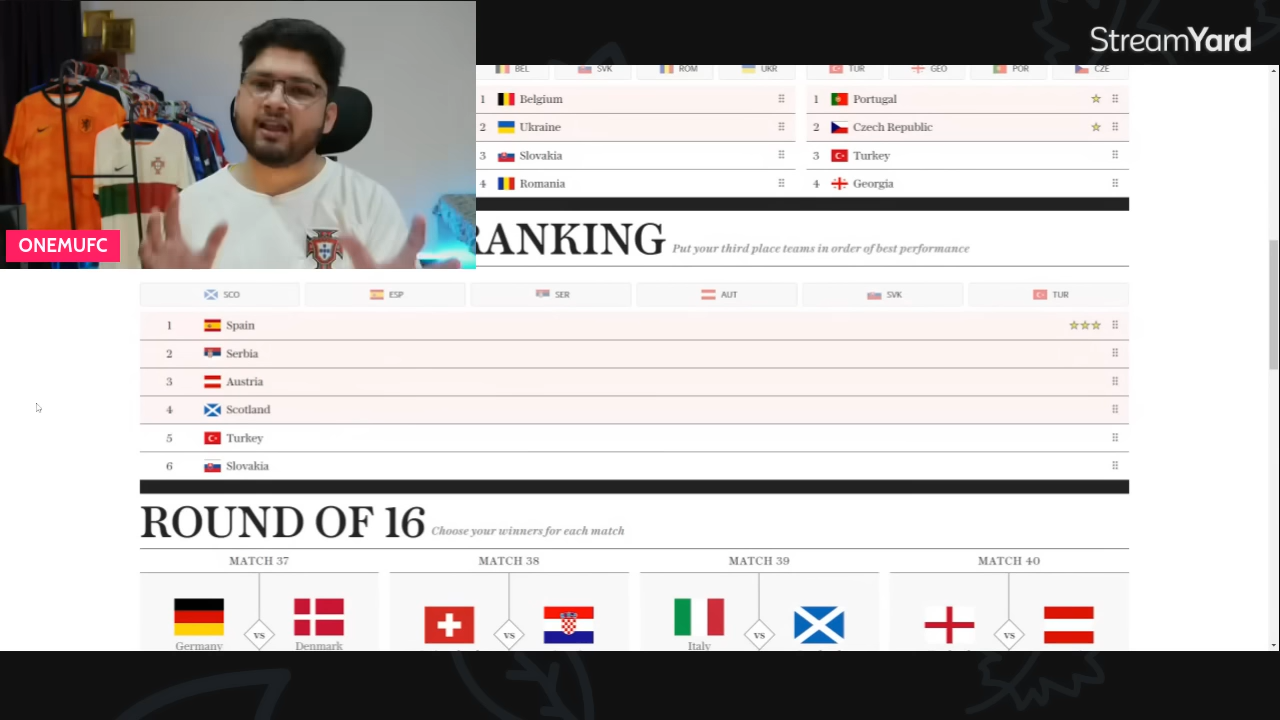 StreamYard
BEL SVK ROM UKR
TUR GEO POR CZE
1 Belgium
2 Ukraine
3 Slovakia
4 Romania
1 Portugal
2 Czech Republic
3 Turkey
4 Georgia
ONEMUFC
RANKING Put your third place teams in order of best performance
SCO ESP SER AUT SVK TUR
1 Spain
2 Serbia
3 Austria
4 Scotland
5 Turkey
6 Slovakia
ROUND OF 16 Choose your winners for each match
MATCH 37 MATCH 38 MATCH 39 MATCH 40
vs vs vs vs
Germany Denmark Italy